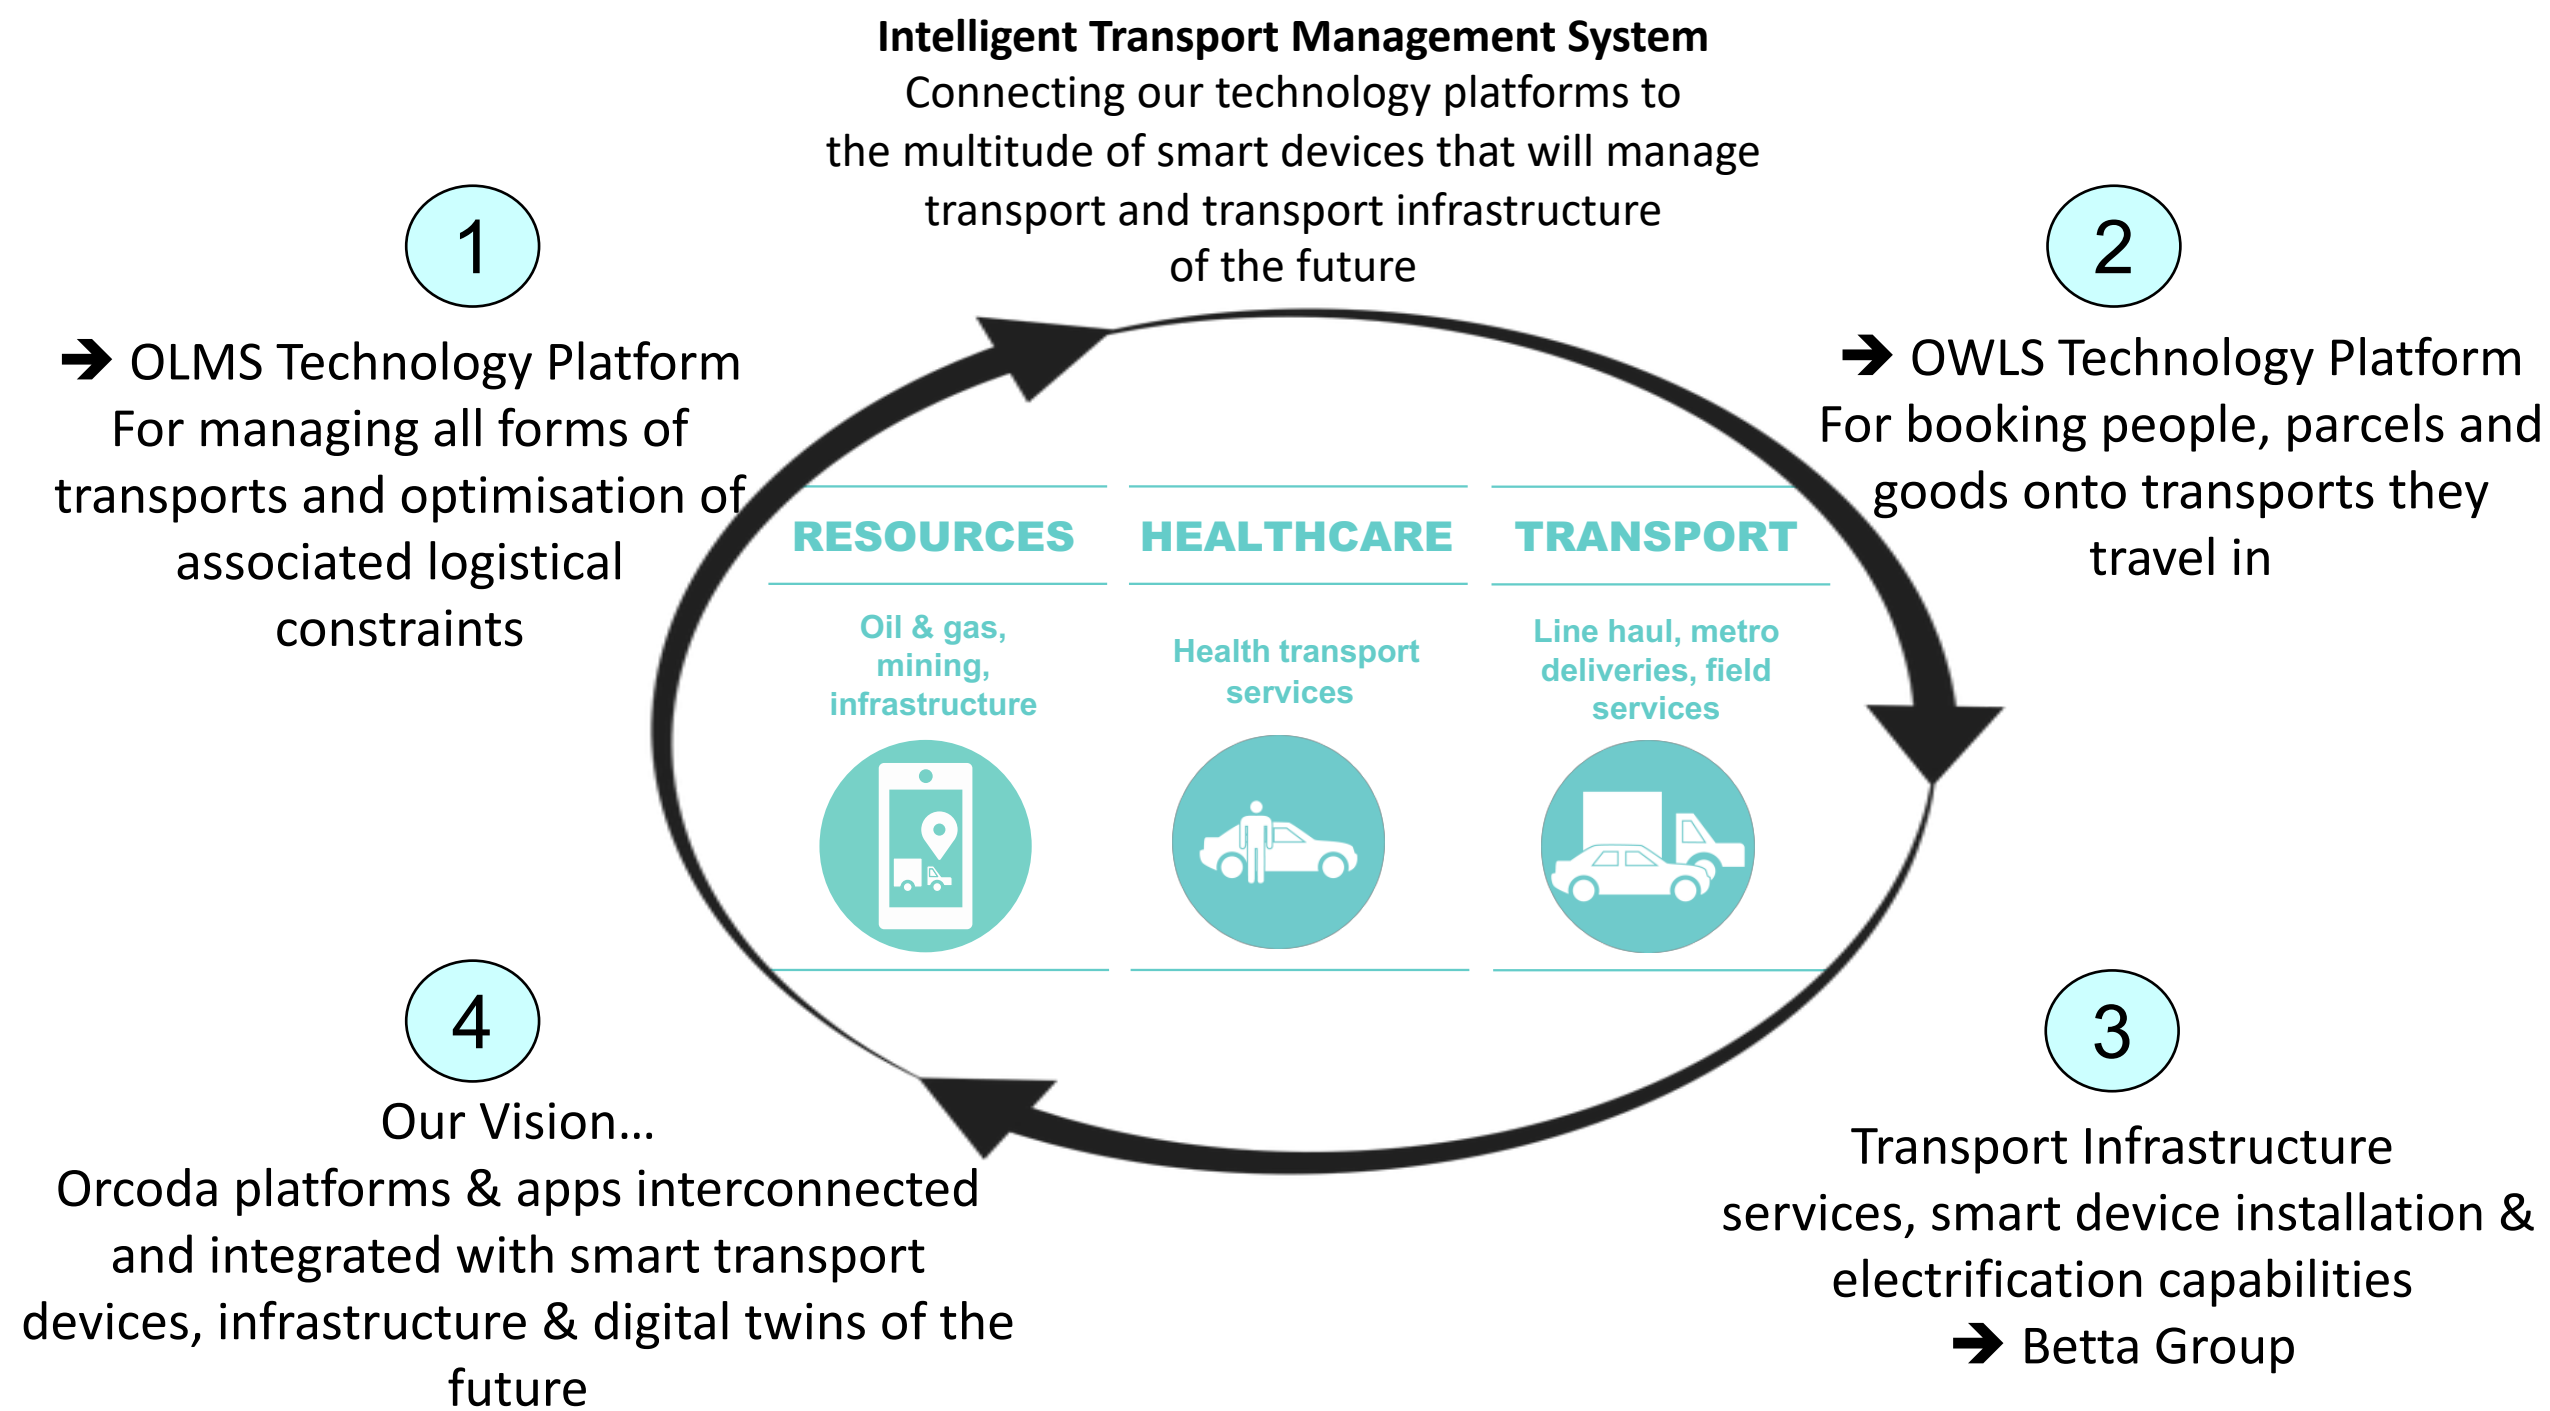 Intelligent Transport Management System
Connecting our technology platforms to
the multitude of smart devices that will manage
transport and transport infrastructure
of the future
1
➔ OLMS Technology Platform
For managing all forms of
transports and optimisation of
associated logistical
constraints
2
➔ OWLS Technology Platform
For booking people, parcels and
goods onto transports they
travel in
RESOURCES
Oil & gas,
mining,
infrastructure
HEALTHCARE
Health transport
services
TRANSPORT
Line haul, metro
deliveries, field
services
3
Transport Infrastructure
services, smart device installation &
electrification capabilities
➔ Betta Group
4
Our Vision...
Orcoda platforms & apps interconnected
and integrated with smart transport
devices, infrastructure & digital twins of the
future